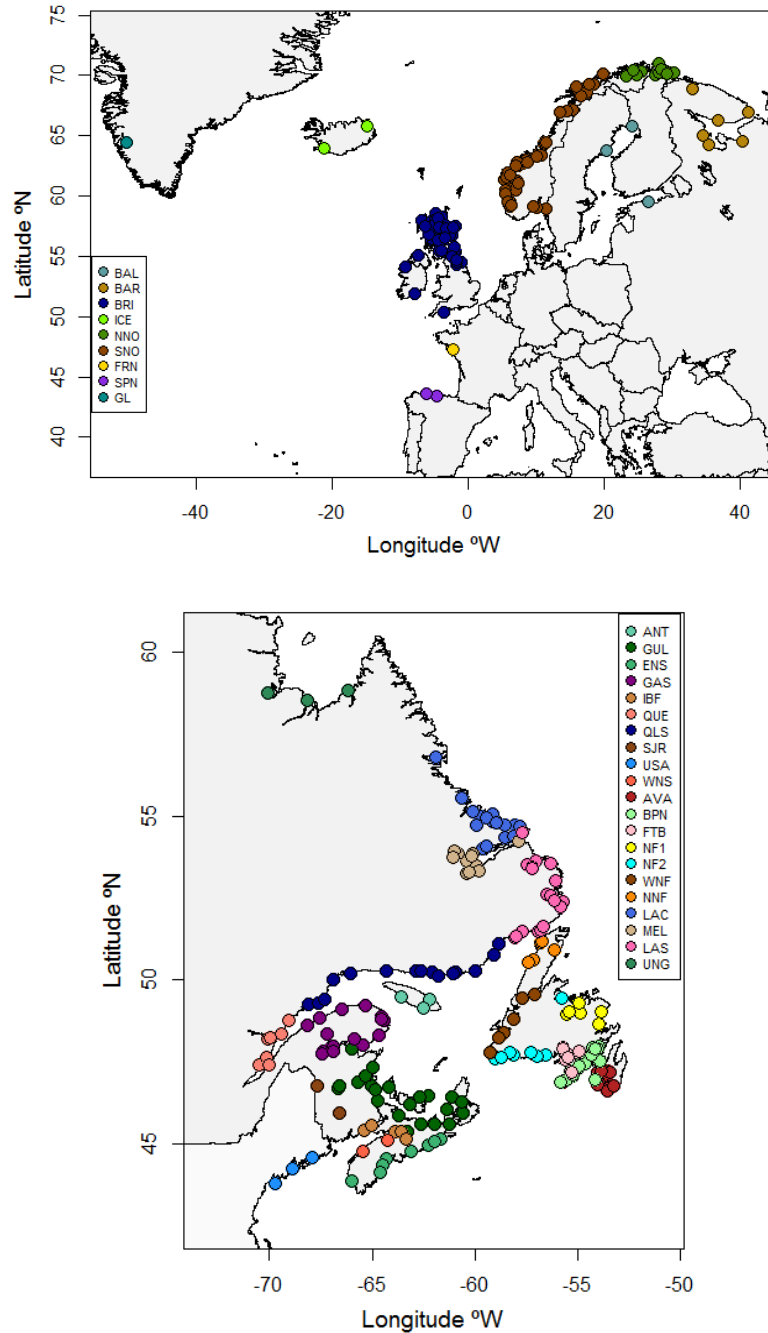 75
70
65
60
55
50
45
40
Latitude ºN
BAL
BAR
BRI
ICE
NNO
SNO
FRN
SPN
GL
-40 -20 0 20 40
Longitude ºW
60
55
50
45
Latitude ºN
ANT
GUL
ENS
GAS
IBF
QUE
QLS
SJR
USA
WNS
AVA
BPN
FTB
NF1
NF2
WNF
NNF
LAC
MEL
LAS
UNG
-70 -65 -60 -55 -50
Longitude ºW